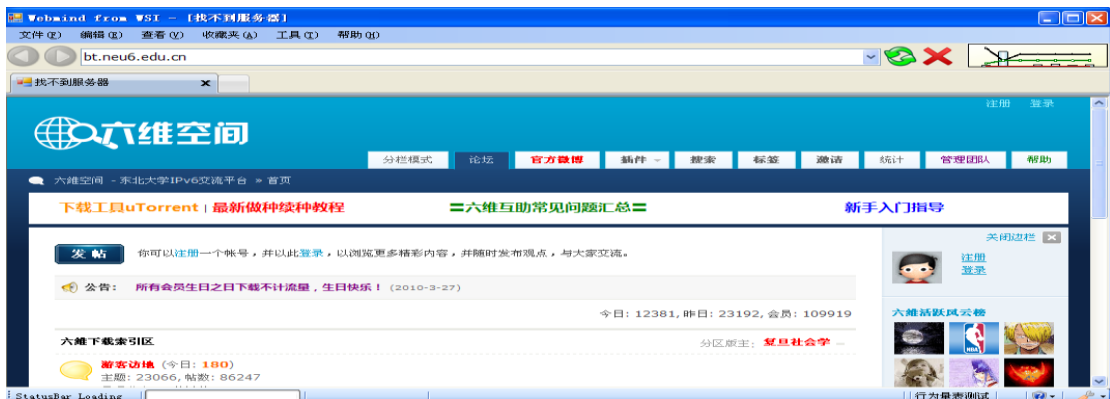 Webmind from WSI - [找不到服务器]
文件(F) 编辑(E) 查看(V) 收藏夹(A) 工具(T) 帮助(H)
bt.neu6.edu.cn
找不到服务器
注册 登录
六维空间
分栏模式 论坛 官方微博 插件 搜索 标签 邀请 统计 管理团队 帮助
六维空间 - 东北大学IPv6交流平台 » 首页
下载工具uTorrent | 最新做种续种教程 〓六维互助常见问题汇总〓 新手入门指导
关闭边栏
发帖 你可以注册一个帐号，并以此登录，以浏览更多精彩内容，并随时发布观点，与大家交流。
注册
登录
公告： 所有会员生日之日下载不计流量，生日快乐！ (2010-3-27)
今日: 12381, 昨日: 23192, 会员: 109919
六维活跃风云榜
六维下载索引区 分区版主: 复旦社会学
游客访地 (今日: 180)
主题: 23066, 帖数: 86247
StatusBar Loading 行为量表测试